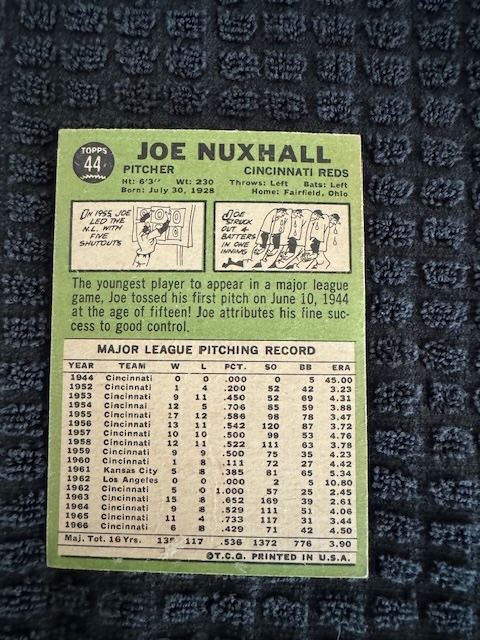 TOPPS
44
JOE NUXHALL
PITCHER CINCINNATI REDS
Ht: 6'3" Wt: 230 Throws: Left Bats: Left
Born: July 30, 1928 Home: Fairfield, Ohio
IN 1955, JOE
LED THE
N.L. WITH
FIVE
SHUTOUTS
JOE
STRUCK
OUT 4
BATTERS
IN ONE
INNING
The youngest player to appear in a major league
game, Joe tossed his first pitch on June 10, 1944
at the age of fifteen! Joe attributes his fine suc-
cess to good control.
MAJOR LEAGUE PITCHING RECORD
YEAR TEAM W L PCT. SO BB ERA
1944 Cincinnati 0 0 .000 0 5 45.00
1952 Cincinnati 1 4 .200 52 42 3.23
1953 Cincinnati 9 11 .450 52 69 4.31
1954 Cincinnati 12 5 .706 85 59 3.88
1955 Cincinnati 17 12 .586 98 78 3.47
1956 Cincinnati 13 11 .542 120 87 3.72
1957 Cincinnati 10 10 .500 99 53 4.76
1958 Cincinnati 12 11 .522 111 63 3.78
1959 Cincinnati 9 9 .500 75 35 4.23
1960 Cincinnati 1 8 .111 72 27 4.42
1961 Kansas City 5 8 .385 81 65 5.34
1962 Los Angeles 0 0 .000 2 5 10.80
1962 Cincinnati 5 0 1.000 57 25 2.45
1963 Cincinnati 15 8 .652 169 39 2.61
1964 Cincinnati 9 8 .529 111 51 4.06
1965 Cincinnati 11 4 .733 117 31 3.44
1966 Cincinnati 6 8 .429 71 42 4.50
Maj. Tot. 16 Yrs. 135 117 .536 1372 776 3.90
©T.C.G. PRINTED IN U.S.A.